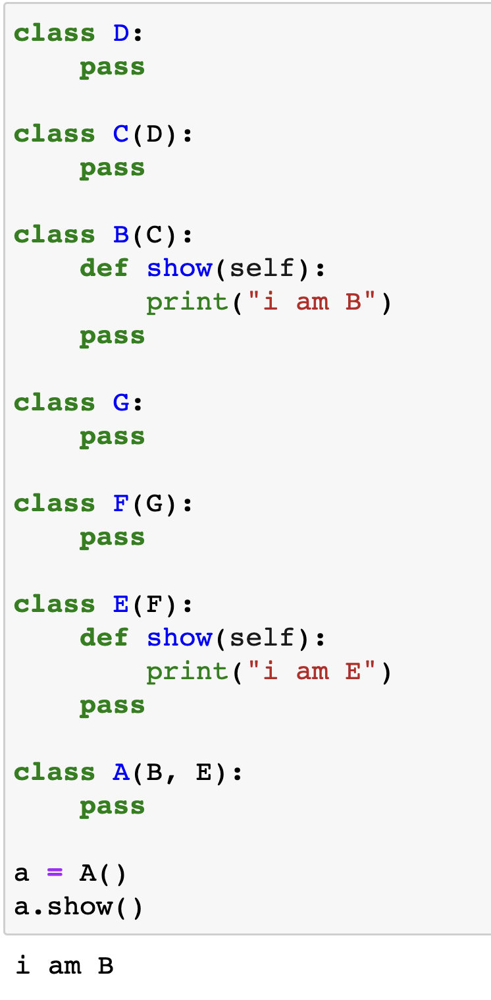 class D:
    pass

class C(D):
    pass

class B(C):
    def show(self):
        print("i am B")
    pass

class G:
    pass

class F(G):
    pass

class E(F):
    def show(self):
        print("i am E")
    pass

class A(B, E):
    pass

a = A()
a.show()
i am B